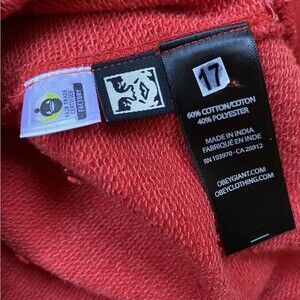 17
60% COTTON/COTON
40% POLYESTER
MADE IN INDIA
FABRIQUÉ EN INDE
RN 103970 - CA 26912
OBEYGIANT.COM
OBEYCLOTHING.COM